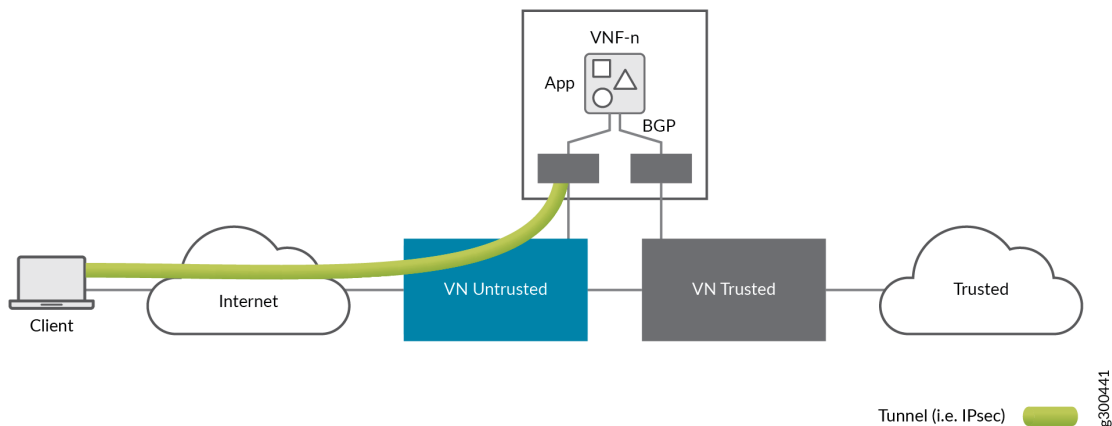 VNF-n
App
BGP
Internet
VN Untrusted
VN Trusted
Trusted
Client
Tunnel (i.e. IPsec)
g300441